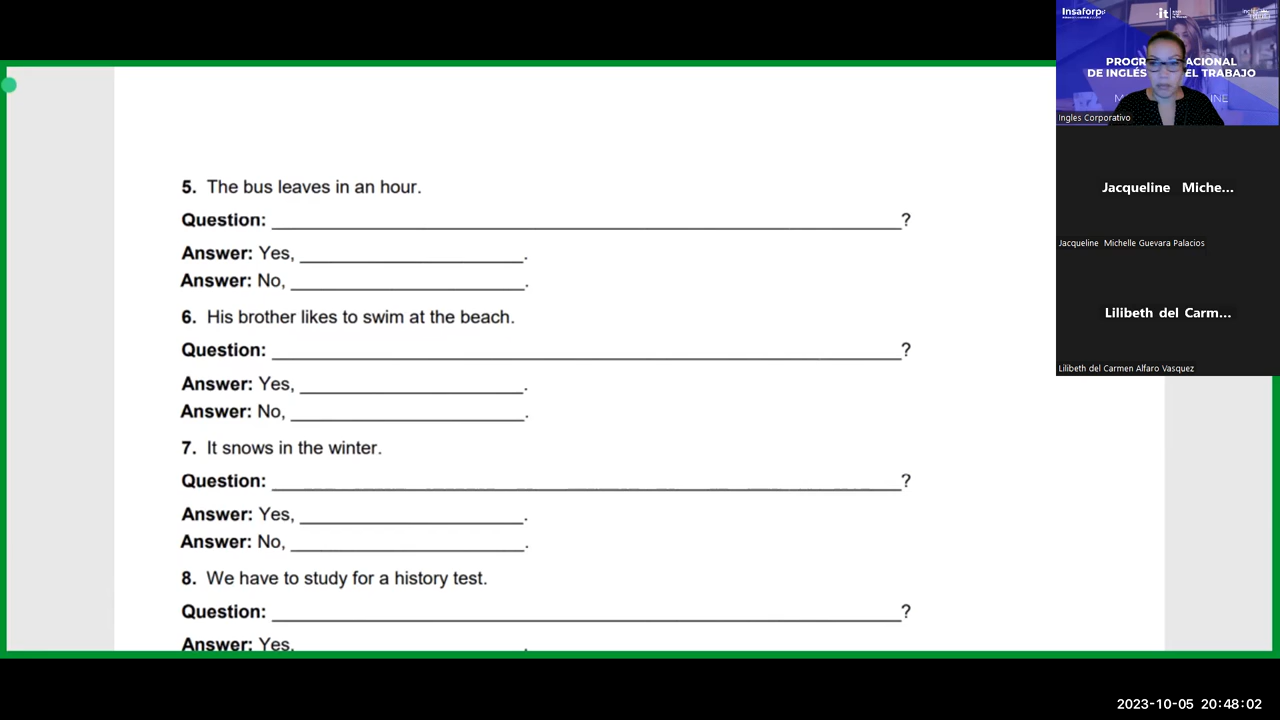 5. The bus leaves in an hour.
Question: ?
Answer: Yes, .
Answer: No, .
6. His brother likes to swim at the beach.
Question: ?
Answer: Yes, .
Answer: No, .
7. It snows in the winter.
Question: ?
Answer: Yes, .
Answer: No, .
8. We have to study for a history test.
Question: ?
Answer: Yes, .
Insaforp
·it
PROGR ACIONAL
DE INGLÉS EL TRABAJO
INE
Ingles Corporativo
Jacqueline Miche...
Jacqueline Michelle Guevara Palacios
Lilibeth del Carm...
Lilibeth del Carmen Alfaro Vasquez
2023-10-05 20:48:02